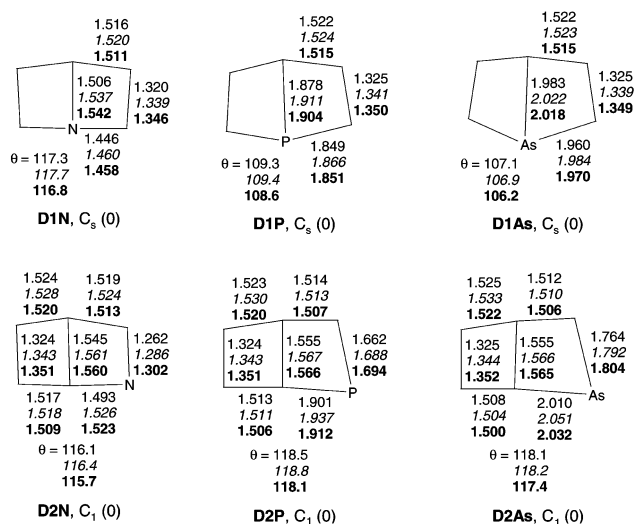 1.516
1.520
1.511
1.506
1.537
1.542
1.320
1.339
1.346
N
1.446
1.460
1.458
θ = 117.3
117.7
116.8
D1N, Cs (0)
1.522
1.524
1.515
1.878
1.911
1.904
1.325
1.341
1.350
P
1.849
1.866
1.851
θ = 109.3
109.4
108.6
D1P, Cs (0)
1.522
1.523
1.515
1.983
2.022
2.018
1.325
1.339
1.349
As
1.960
1.984
1.970
θ = 107.1
106.9
106.2
D1As, Cs (0)
1.524 1.519
1.528 1.524
1.520 1.513
1.324 1.545 1.262
1.343 1.561 1.286
1.351 1.560 1.302
N
1.517 1.493
1.518 1.526
1.509 1.523
θ = 116.1
116.4
115.7
D2N, C1 (0)
1.523 1.514
1.530 1.513
1.520 1.507
1.324 1.555 1.662
1.343 1.567 1.688
1.351 1.566 1.694
P
1.513 1.901
1.511 1.937
1.506 1.912
θ = 118.5
118.8
118.1
D2P, C1 (0)
1.525 1.512
1.533 1.510
1.522 1.506
1.325 1.555 1.764
1.344 1.566 1.792
1.352 1.565 1.804
As
1.508 2.010
1.504 2.051
1.500 2.032
θ = 118.1
118.2
117.4
D2As, C1 (0)